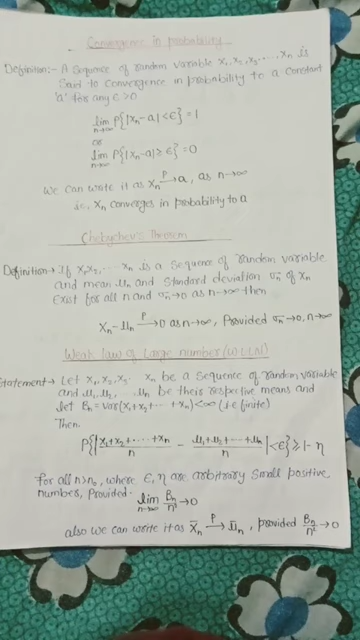 Convergence in probability
Definition:- A sequence of random variable X₁, X₂, X₃, ..... Xₙ is
said to convergence in probability to a constant
'a' for any ϵ>0
lim P{|Xₙ-a|<ϵ}=1
n→∞
or
lim P{|Xₙ-a|≥ϵ}=0
n→∞
We can write it as Xₙ →ᴾ a, as n→∞
i.e, Xₙ converges in probability to a
Chebychev's Theorem
Definition→ If X₁X₂, .... Xₙ is a sequence of random variable
and mean μₙ and standard deviation σₙ of Xₙ
exist for all n and σₙ→0 as n→∞ then
Xₙ-μₙ →ᴾ 0 as n→∞, Provided σₙ→0, n→∞
Weak law of Large number (WLLN)
Statement→ Let X₁, X₂, X₃.. Xₙ be a sequence of random variable
and μ₁, μ₂, .. μₙ be their respective means and
let Bₙ = var(X₁+X₂+ .... +Xₙ)<∞ (i.e finite)
Then.
P{|X₁+X₂+.....+Xₙ/n - μ₁+μ₂+...+μₙ/n|<ϵ}≥1-η
for all n>n₀, where ϵ, η are arbitrary small positive
number, Provided. lim Bₙ/n² →0
n→∞
also we can write it as X̄ₙ →ᴾ μ̄ₙ, provided Bₙ/n² →0